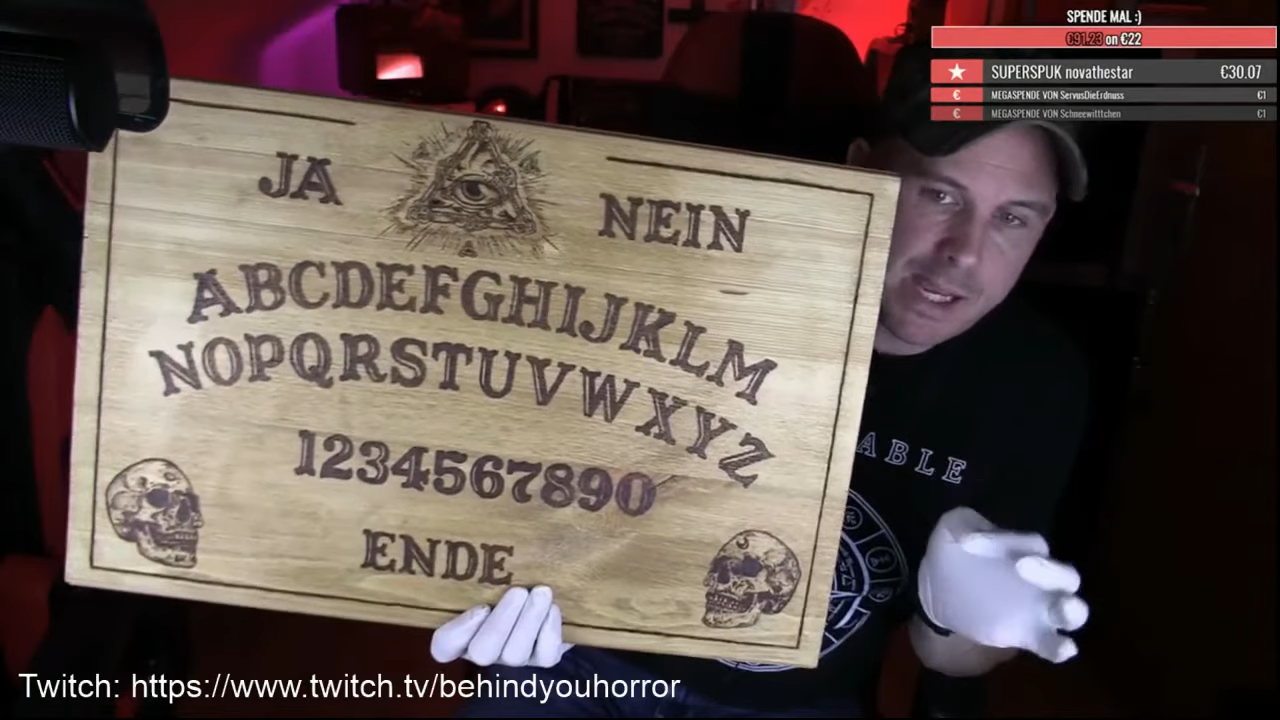 SPENDE MAL :)
€91.23 on €22
SUPERSPUK novathestar €30.07
MEGASPENDE VON ServusDieErdnuss €1
MEGASPENDE VON Schneewitttchen €1
JA NEIN
ABCDEFGHIJKLM
NOPQRSTUVWXYZ
1234567890
ENDE
ABLE
Twitch: https://www.twitch.tv/behindyouhorror